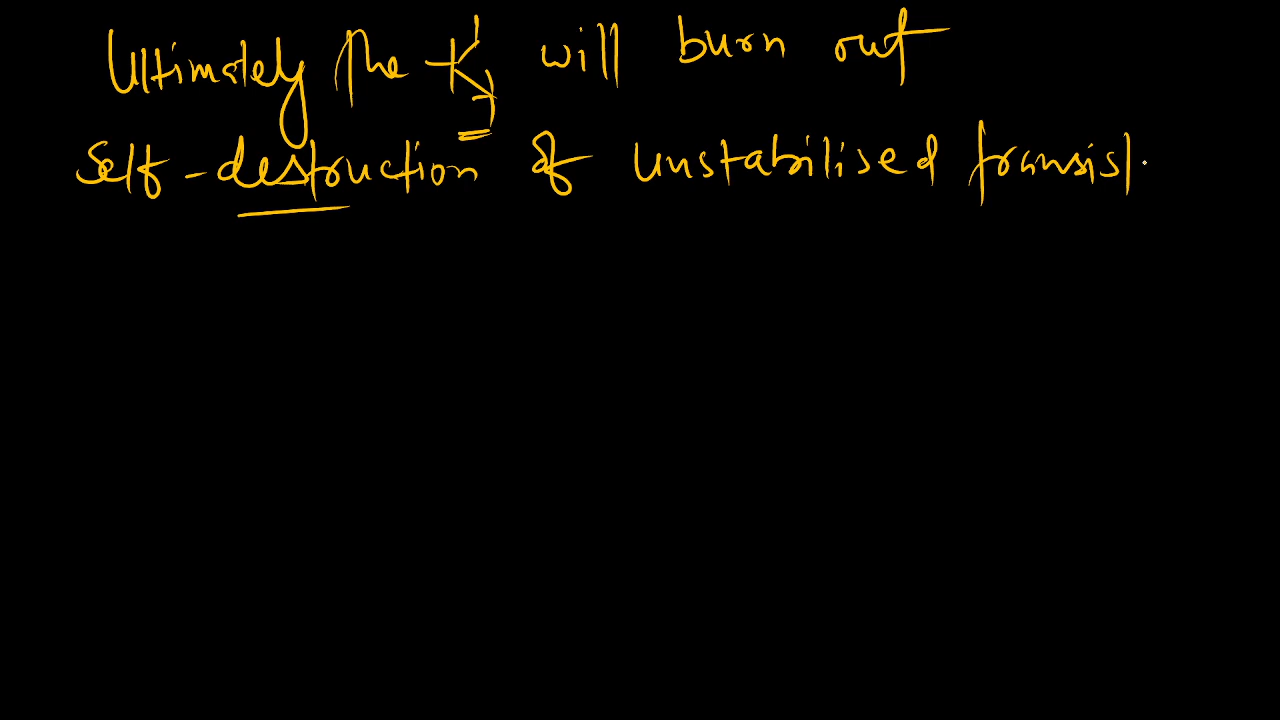 Ultimately the will burn out
Self-destruction of unstabilised transist